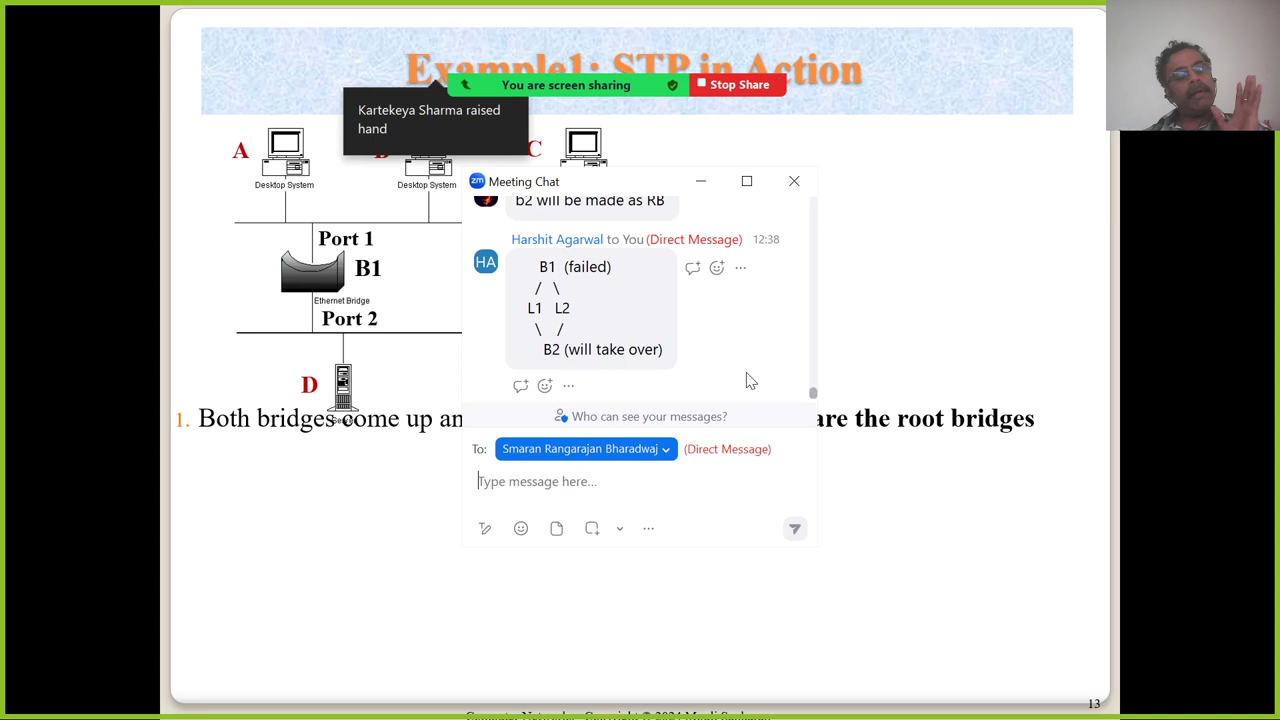 Example1: STP in Action
You are screen sharing
Stop Share
Kartekeya Sharma raised
hand
A
C
Desktop System
Desktop System
Desktop System
Port 1
B1
Ethernet Bridge
Port 2
D
zm Meeting Chat
b2 will be made as RB
Harshit Agarwal to You (Direct Message) 12:38
HA
B1 (failed)
/ \
L1 L2
\ /
B2 (will take over)
Who can see your messages?
To: Smaran Rangarajan Bharadwaj (Direct Message)
Type message here...
1. Both bridges come up an
are the root bridges
13